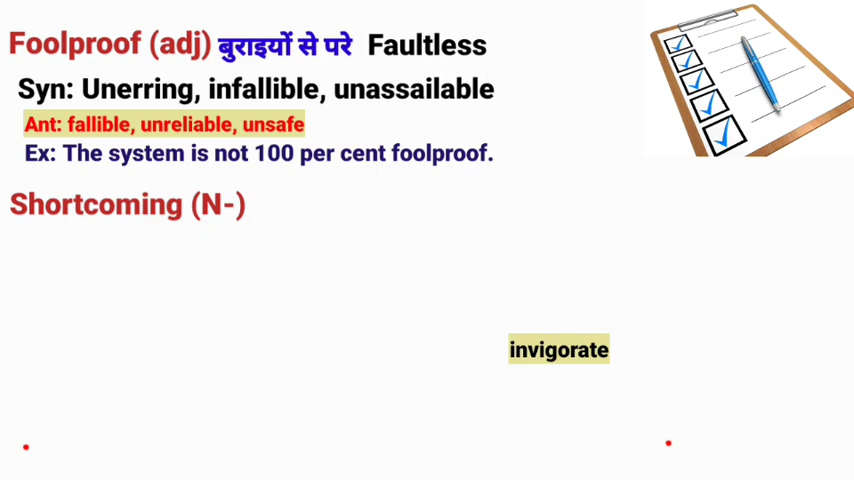 Foolproof (adj) बुराइयों से परे Faultless
Syn: Unerring, infallible, unassailable
Ant: fallible, unreliable, unsafe
Ex: The system is not 100 per cent foolproof.
Shortcoming (N-)
invigorate